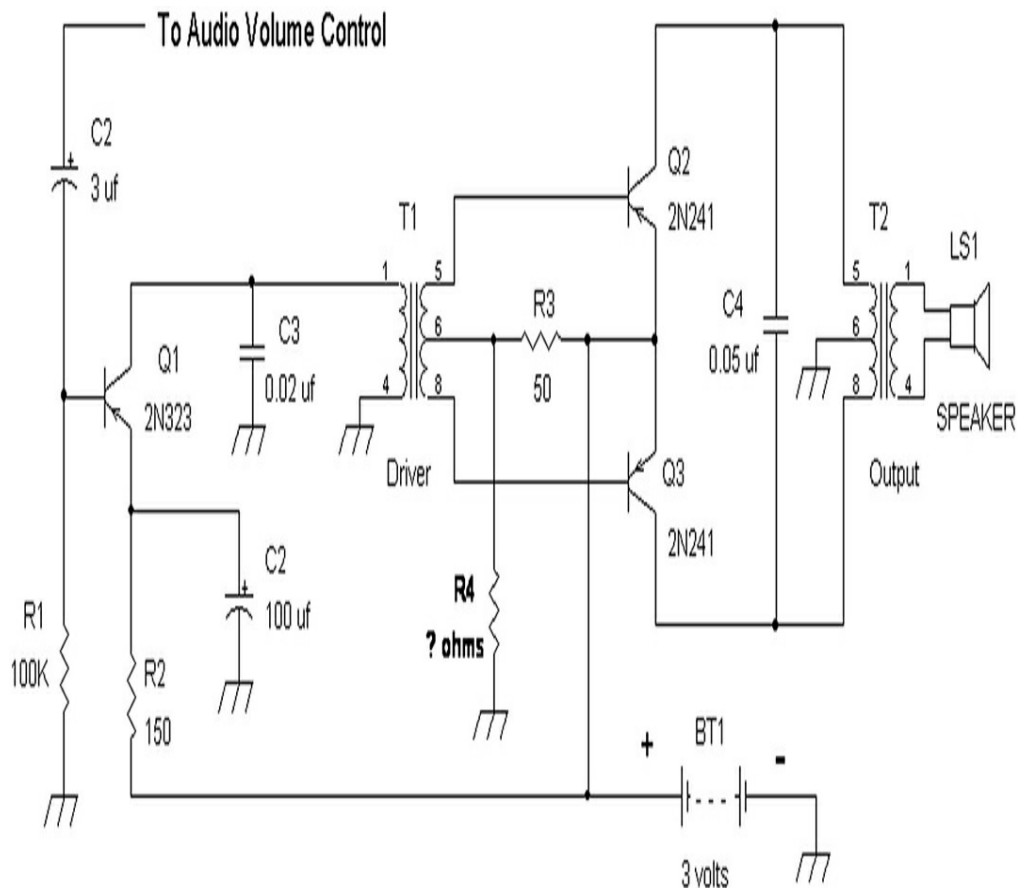 To Audio Volume Control
C2
+
3 uf
Q1
2N323
C3
0.02 uf
T1
1
5
6
4
8
Driver
R3
50
Q2
2N241
Q3
2N241
C4
0.05 uf
T2
5
1
6
8
4
Output
LS1
SPEAKER
C2
+
100 uf
R1
100K
R2
150
R4
? ohms
+
BT1
-
3 volts